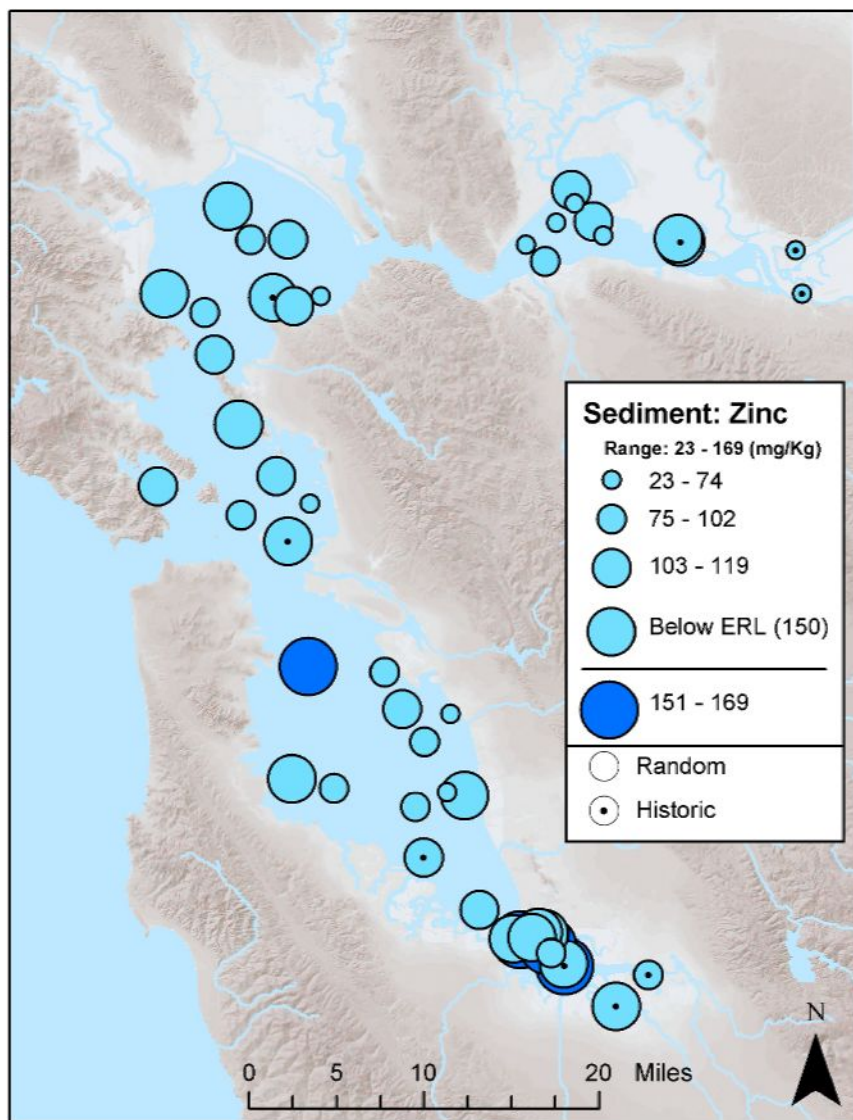 Sediment: Zinc
Range: 23 - 169 (mg/Kg)
23 - 74
75 - 102
103 - 119
Below ERL (150)
151 - 169
Random
Historic
N
0 5 10 20 Miles